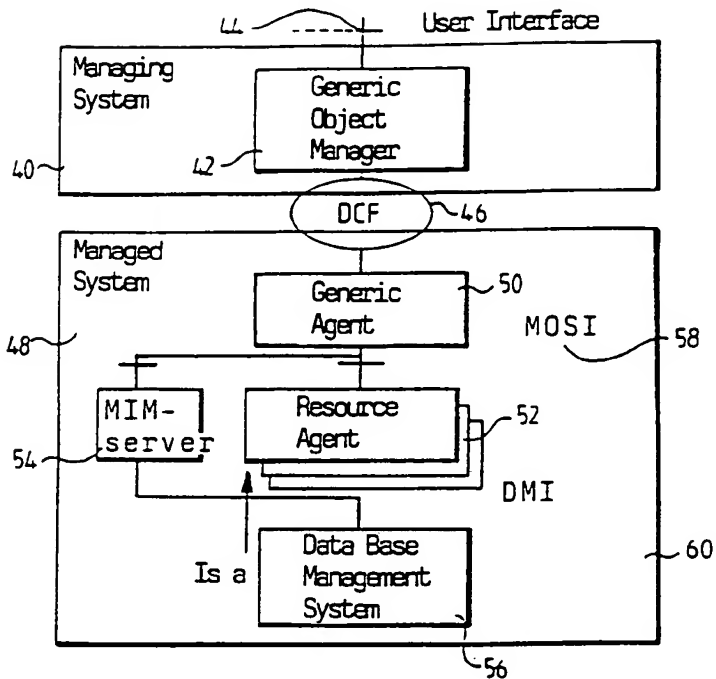 44 User Interface
Managing
System
Generic
Object
Manager
42
40
DCF
46
Managed
System
Generic
Agent
50
MOSI
58
48
MIM-
server
54
Resource
Agent
52
DMI
Is a
Data Base
Management
System
60
56